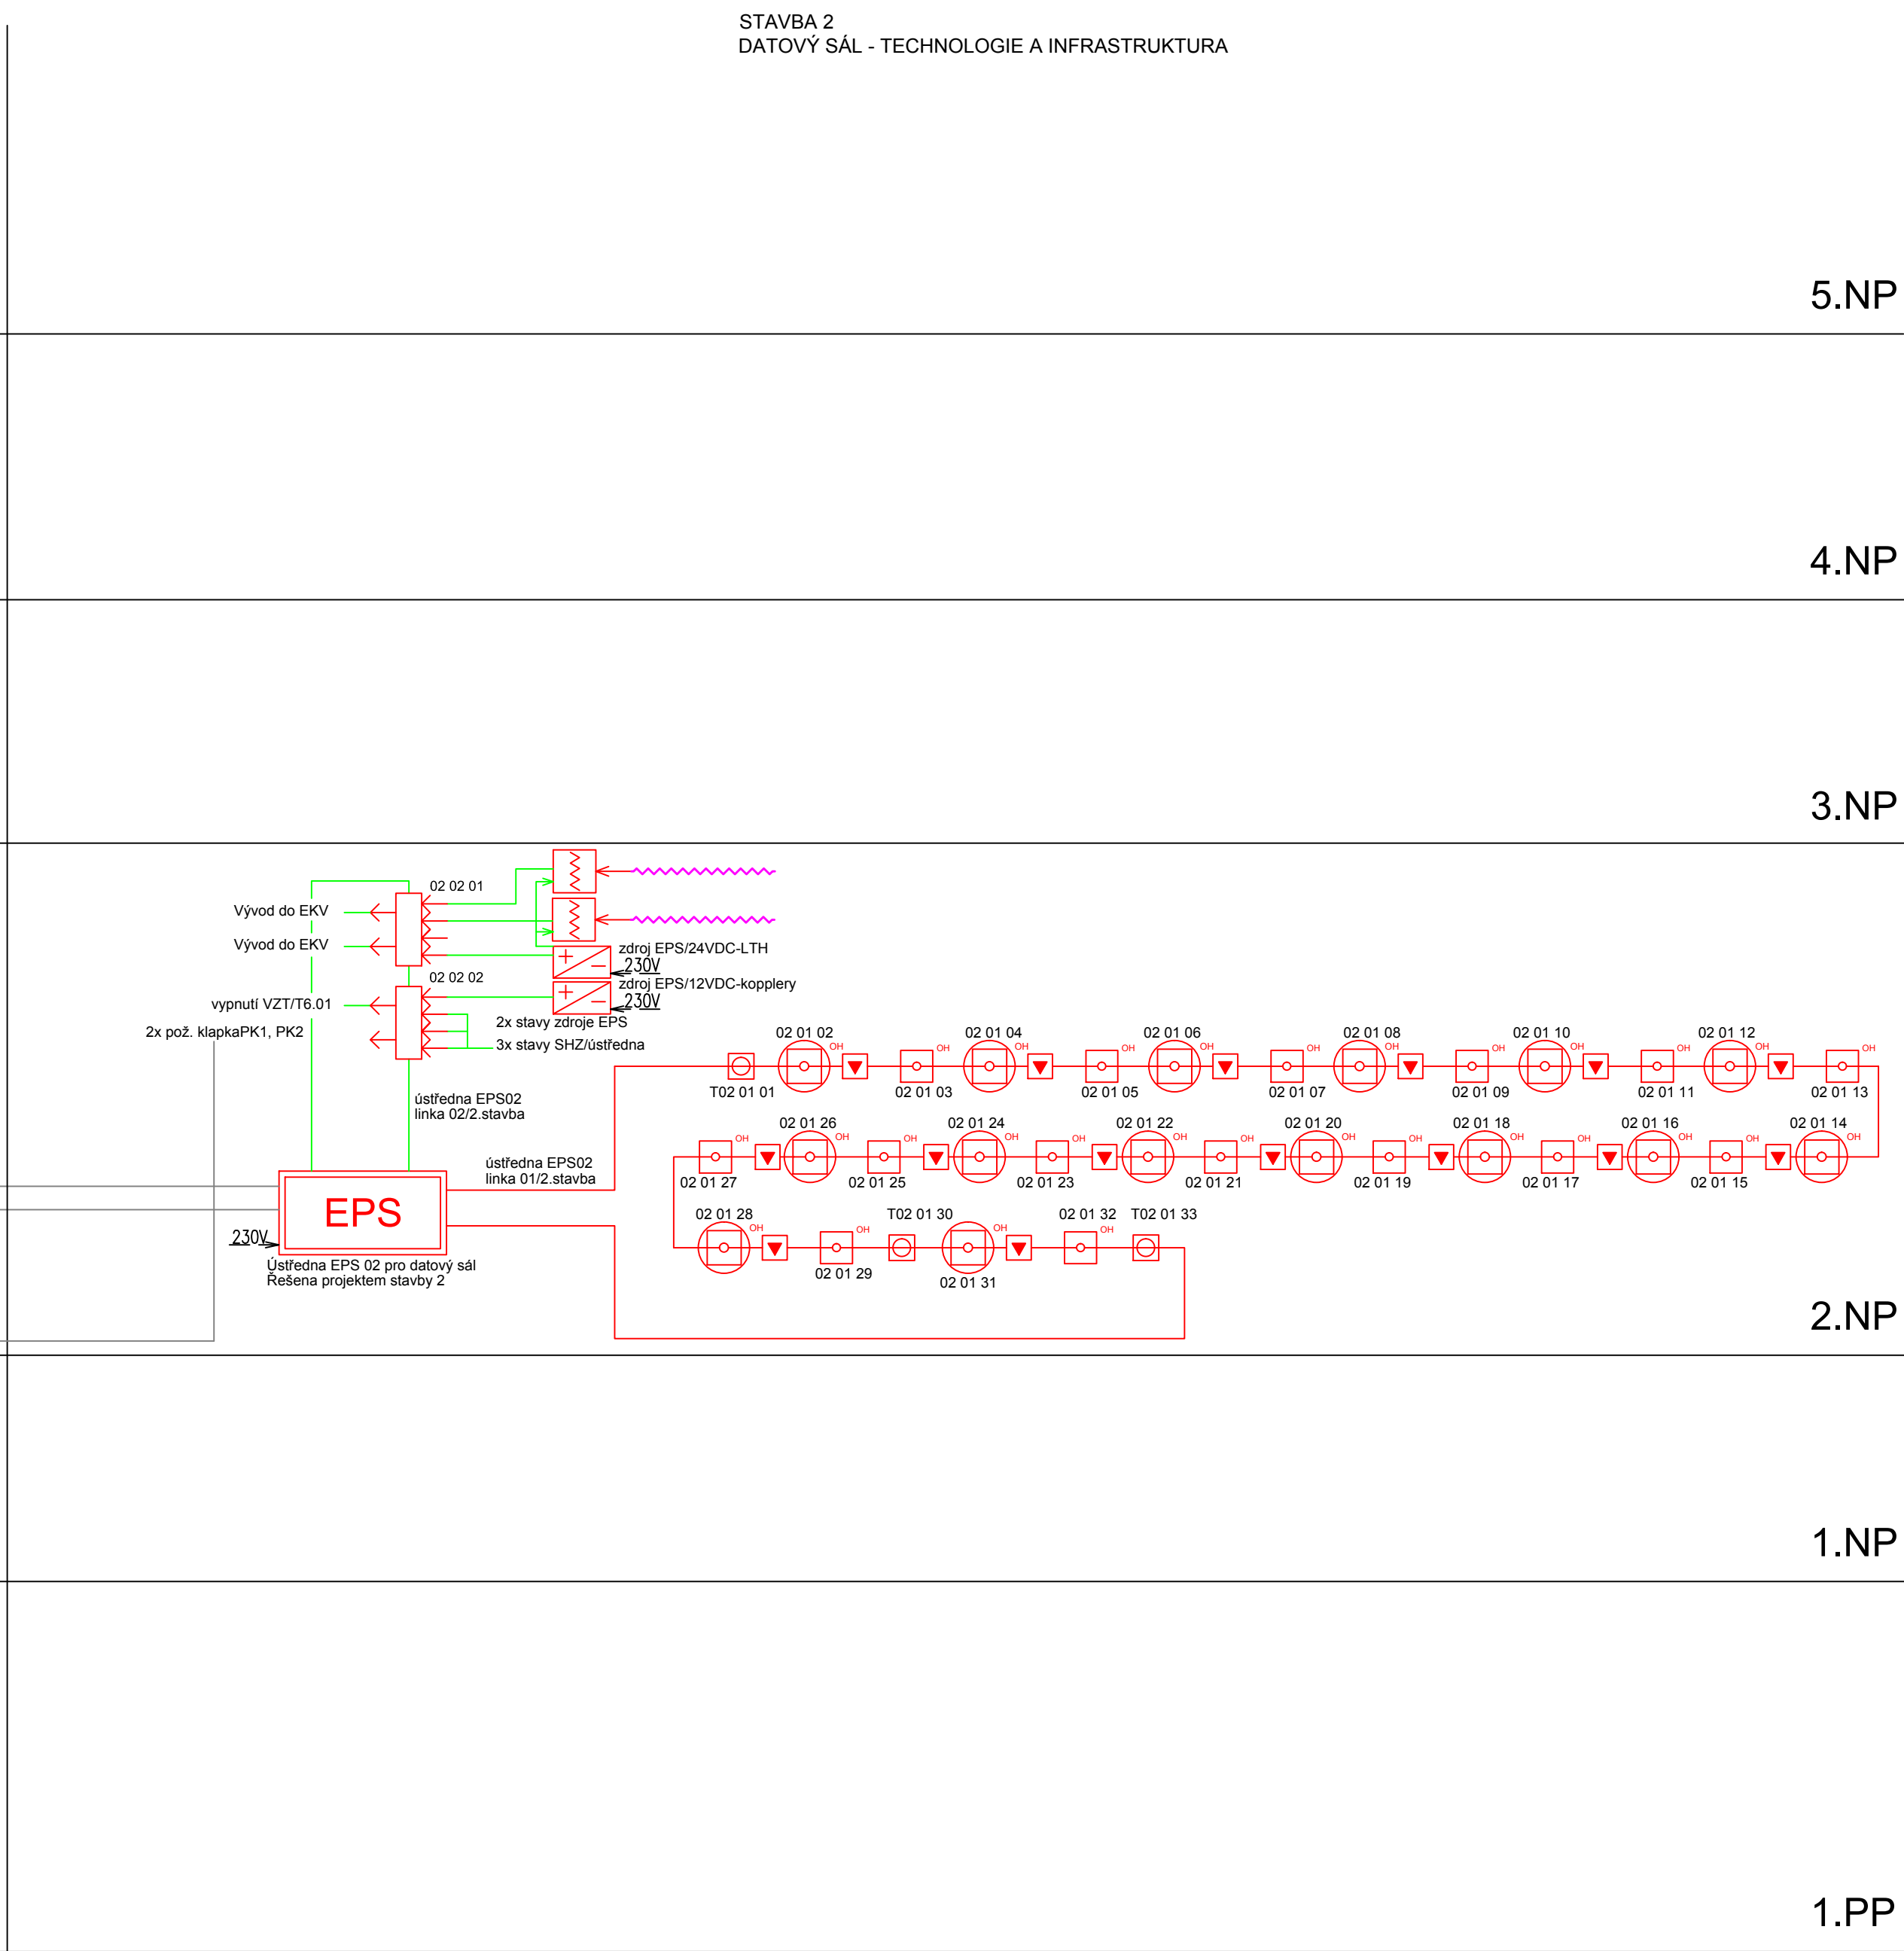 STAVBA 2
DATOVÝ SÁL - TECHNOLOGIE A INFRASTRUKTURA
5.NP
4.NP
3.NP
02 02 01
Vývod do EKV
Vývod do EKV
zdroj EPS/24VDC-LTH
230V
02 02 02
zdroj EPS/12VDC-kopplery
230V
vypnutí VZT/T6.01
2x pož. klapkaPK1, PK2
2x stavy zdroje EPS
3x stavy SHZ/ústředna
02 01 02
02 01 04
02 01 06
02 01 08
02 01 10
02 01 12
OH
OH
OH
OH
OH
OH
OH
OH
OH
OH
OH
OH
T02 01 01
02 01 03
02 01 05
02 01 07
02 01 09
02 01 11
02 01 13
ústředna EPS02
linka 02/2.stavba
02 01 26
02 01 24
02 01 22
02 01 20
02 01 18
02 01 16
02 01 14
OH
OH
OH
OH
OH
OH
OH
OH
OH
OH
OH
OH
OH
OH
02 01 27
02 01 25
02 01 23
02 01 21
02 01 19
02 01 17
02 01 15
ústředna EPS02
linka 01/2.stavba
EPS
230V
Ústředna EPS 02 pro datový sál
Řešena projektem stavby 2
02 01 28
T02 01 30
02 01 32
T02 01 33
OH
OH
OH
OH
02 01 29
02 01 31
2.NP
1.NP
1.PP